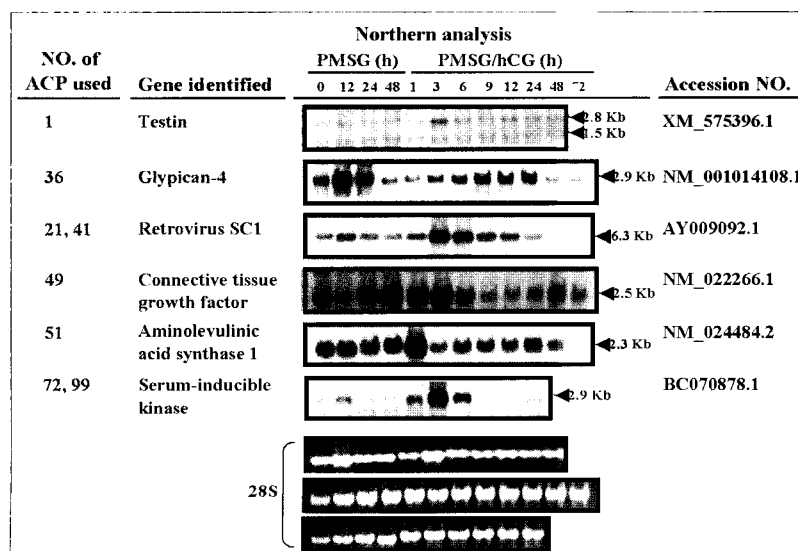 Northern analysis
NO. of ACP used
Gene identified
PMSG (h)
PMSG/hCG (h)
Accession NO.
0 12 24 48 1 3 6 9 12 24 48 72
1 Testin 2.8 Kb 1.5 Kb XM_575396.1
36 Glypican-4 2.9 Kb NM_001014108.1
21, 41 Retrovirus SC1 6.3 Kb AY009092.1
49 Connective tissue growth factor 2.5 Kb NM_022266.1
51 Aminolevulinic acid synthase 1 2.3 Kb NM_024484.2
72, 99 Serum-inducible kinase 2.9 Kb BC070878.1
28S